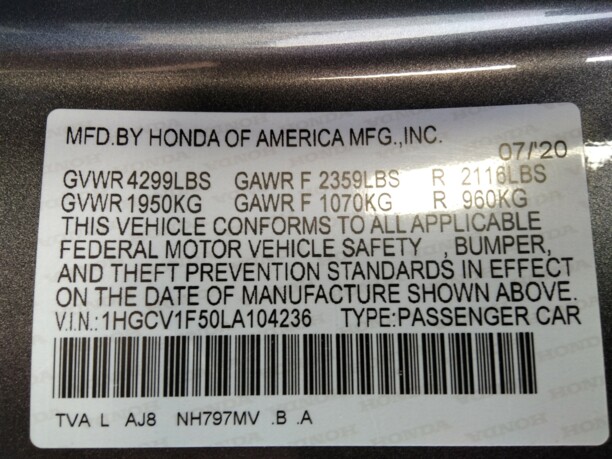 MFD.BY HONDA OF AMERICA MFG.,INC.
07/'20
GVWR 4299LBS GAWR F 2359LBS R 2116LBS
GVWR 1950KG GAWR F 1070KG R 960KG
THIS VEHICLE CONFORMS TO ALL APPLICABLE
FEDERAL MOTOR VEHICLE SAFETY , BUMPER,
AND THEFT PREVENTION STANDARDS IN EFFECT
ON THE DATE OF MANUFACTURE SHOWN ABOVE.
V.I.N.:1HGCV1F50LA104236 TYPE:PASSENGER CAR
TVA L AJ8 NH797MV .B .A